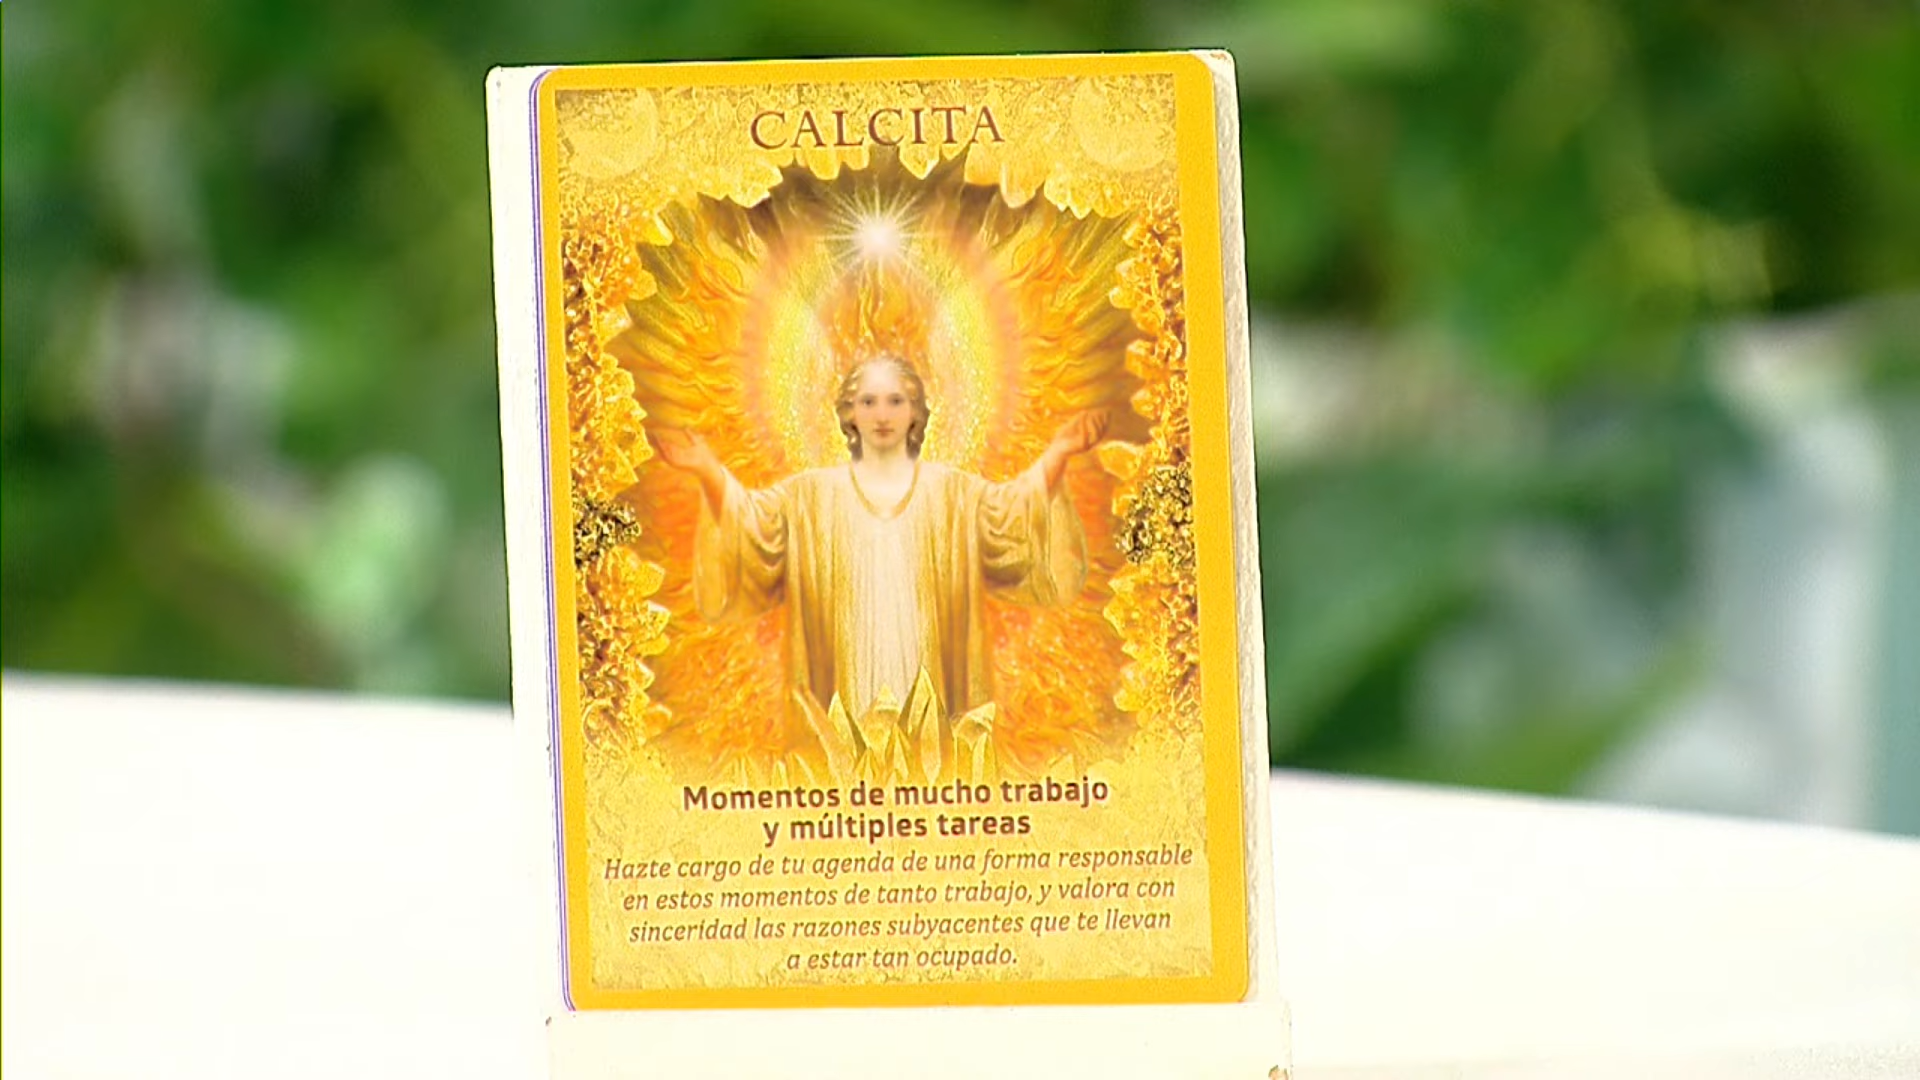 CALCITA
Momentos de mucho trabajo
y múltiples tareas
Hazte cargo de tu agenda de una forma responsable
en estos momentos de tanto trabajo, y valora con
sinceridad las razones subyacentes que te llevan
a estar tan ocupado.